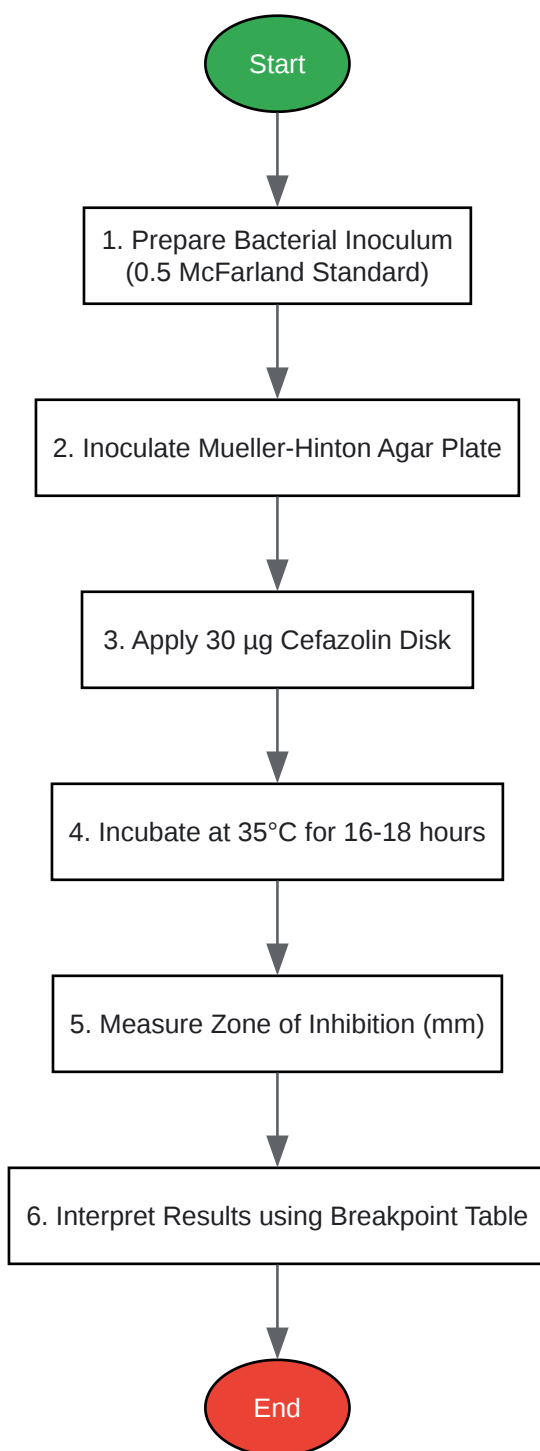 Start
1. Prepare Bacterial Inoculum
(0.5 McFarland Standard)
2. Inoculate Mueller-Hinton Agar Plate
3. Apply 30 µg Cefazolin Disk
4. Incubate at 35°C for 16-18 hours
5. Measure Zone of Inhibition (mm)
6. Interpret Results using Breakpoint Table
End